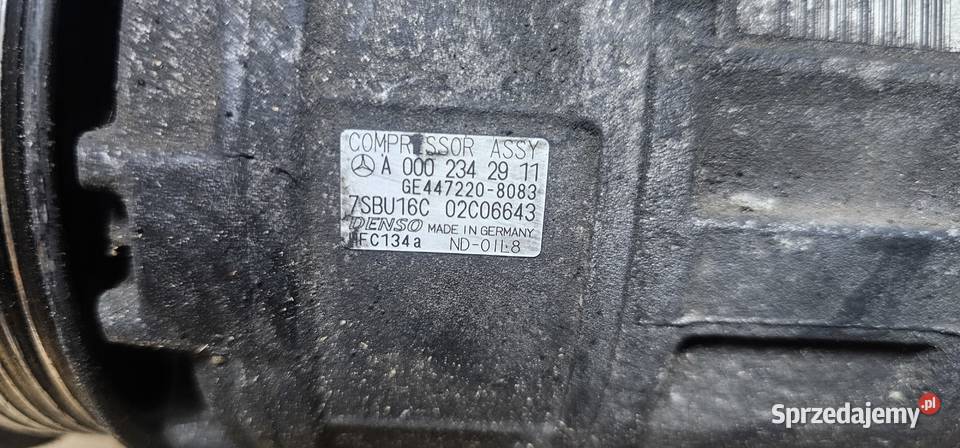 COMPRESSOR ASSY
A 000 234 29 11
GE447220-8083
7SBU16C 02C06643
DENSO MADE IN GERMANY
HFC134a ND-OIL8
Sprzedajemy.pl